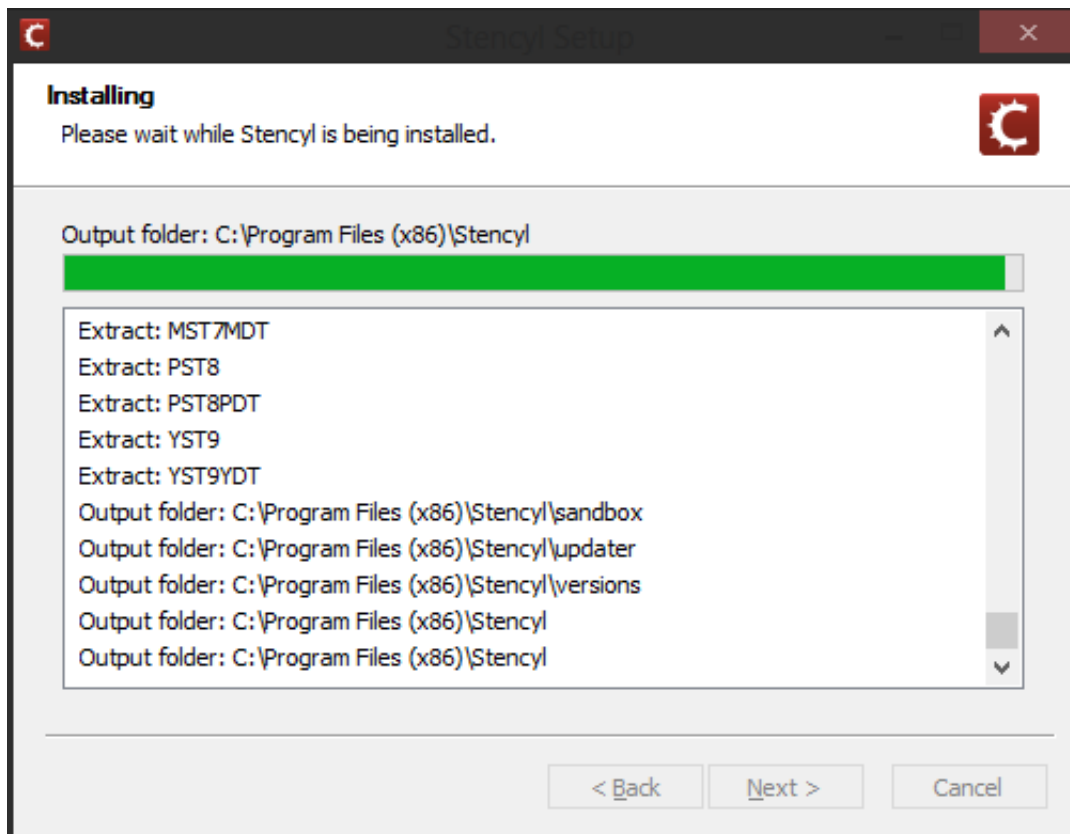 Stencyl Setup
Installing
Please wait while Stencyl is being installed.
Output folder: C:\Program Files (x86)\Stencyl
Extract: MST7MDT
Extract: PST8
Extract: PST8PDT
Extract: YST9
Extract: YST9YDT
Output folder: C:\Program Files (x86)\Stencyl\sandbox
Output folder: C:\Program Files (x86)\Stencyl\updater
Output folder: C:\Program Files (x86)\Stencyl\versions
Output folder: C:\Program Files (x86)\Stencyl
Output folder: C:\Program Files (x86)\Stencyl
< Back Next > Cancel